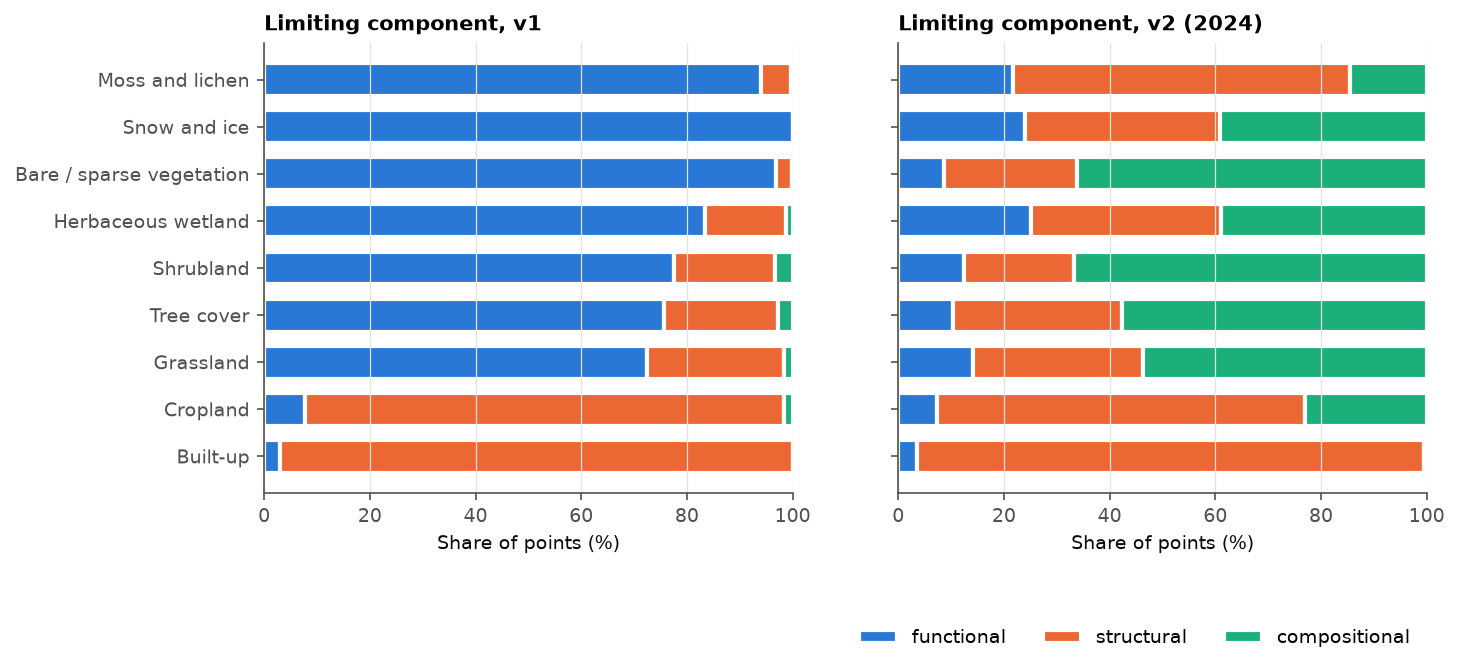 Limiting component, v1
Limiting component, v2 (2024)
Moss and lichen
Snow and ice
Bare / sparse vegetation
Herbaceous wetland
Shrubland
Tree cover
Grassland
Cropland
Built-up
0 20 40 60 80 100
0 20 40 60 80 100
Share of points (%)
Share of points (%)
functional structural compositional